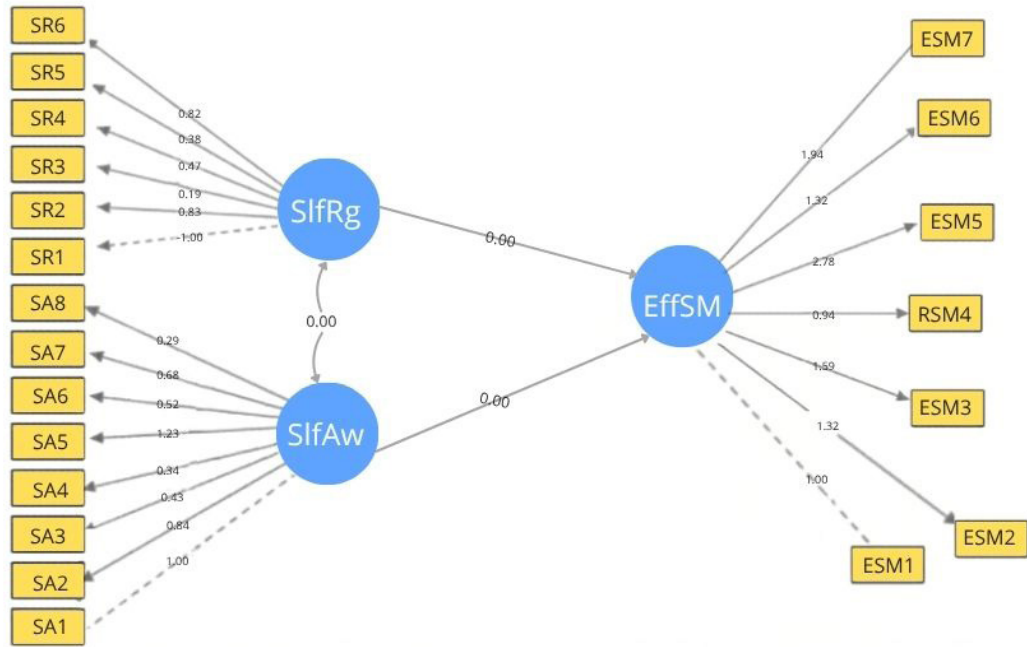 SR6
SR5
SR4
SR3
SR2
SR1
SA8
SA7
SA6
SA5
SA4
SA3
SA2
SA1
0.82
0.38
0.47
0.19
0.83
-1.00
0.29
0.68
0.52
1.23
0.34
0.43
0.84
1.00
SlfRg
0.00
SlfAw
0.00
0.00
EffSM
1.94
1.32
2.78
0.94
1.59
1.32
1.00
ESM7
ESM6
ESM5
RSM4
ESM3
ESM2
ESM1